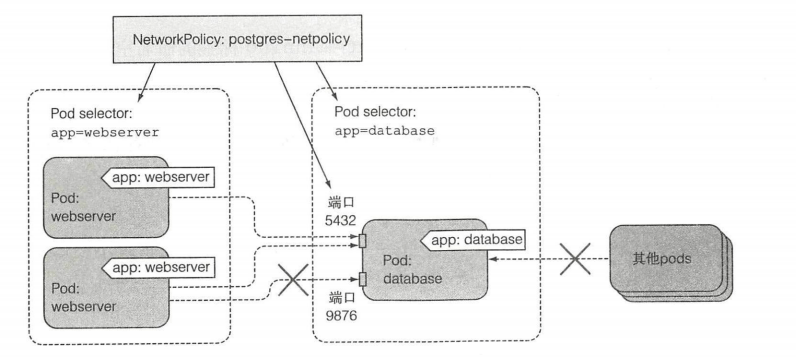 NetworkPolicy: postgres-netpolicy
Pod selector:
app=webserver
Pod selector:
app=database
app: webserver
Pod:
webserver
端口
5432
app: webserver
Pod:
webserver
app: database
Pod:
database
端口
9876
其他pods